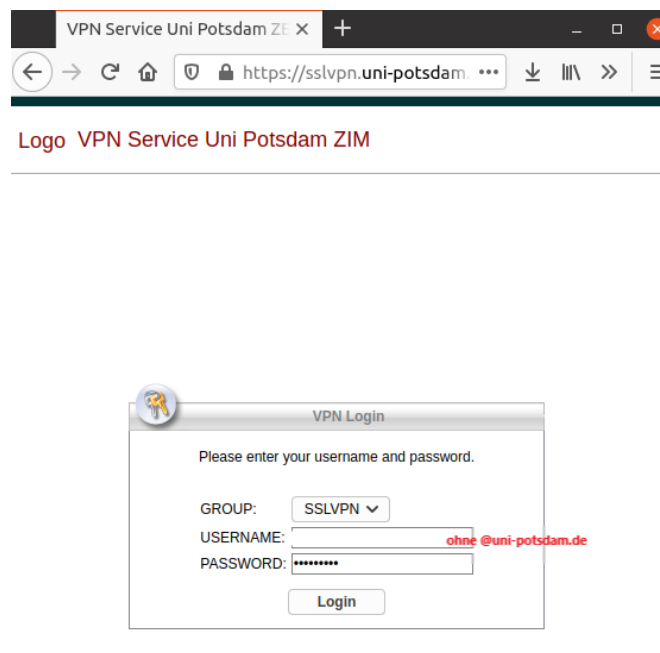 VPN Service Uni Potsdam ZE
https://sslvpn.uni-potsdam.
Logo VPN Service Uni Potsdam ZIM
VPN Login
Please enter your username and password.
GROUP: SSLVPN
USERNAME: ohne @uni-potsdam.de
PASSWORD: •••••••••
Login